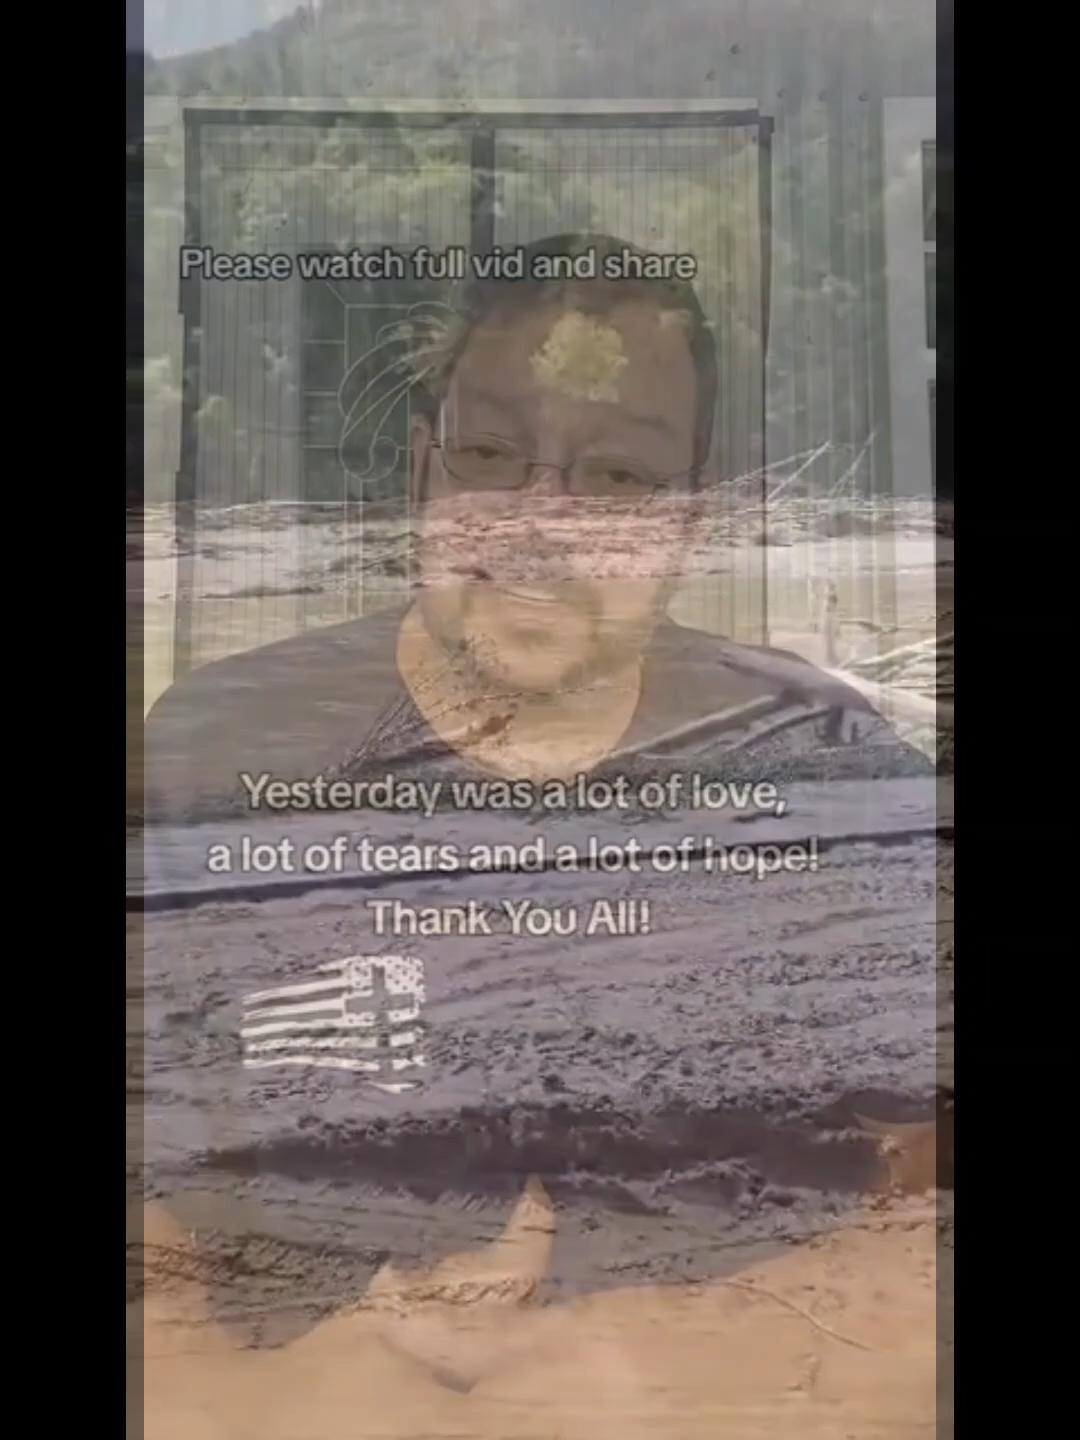 Please watch full vid and share
Yesterday was a lot of love,
a lot of tears and a lot of hope!
Thank You All!